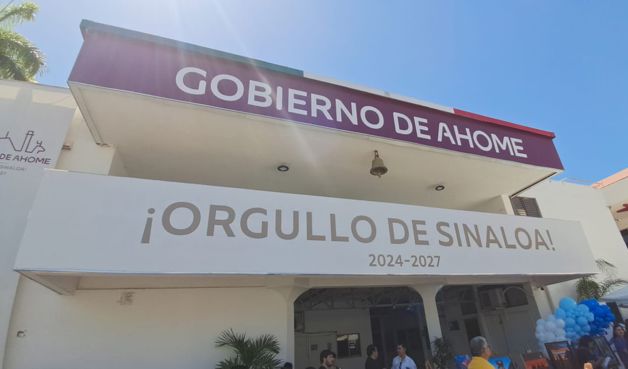 GOBIERNO DE AHOME
DE AHOME
¡ORGULLO DE SINALOA!
2024-2027